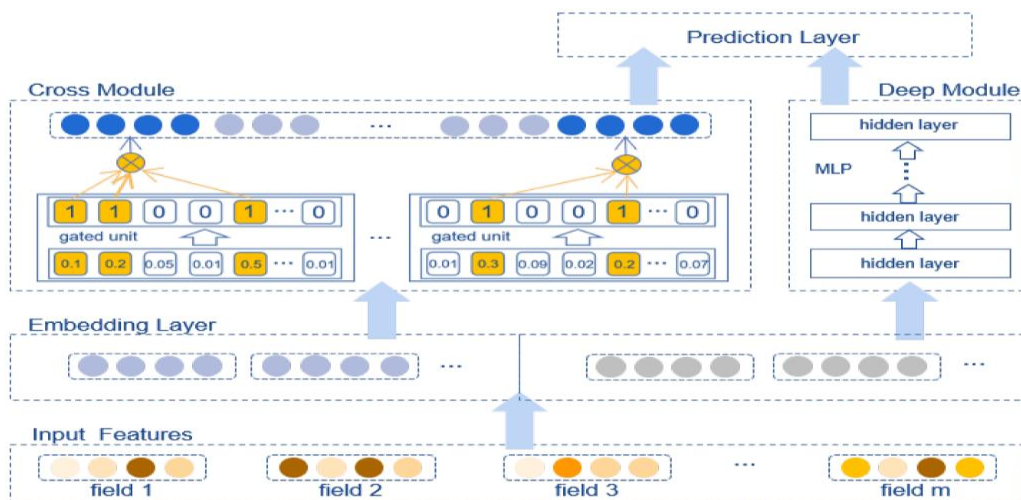 Prediction Layer
Cross Module
Deep Module
...
hidden layer
MLP
hidden layer
hidden layer
1 1 0 0 1 ... 0
gated unit
0.1 0.2 0.05 0.01 0.5 ... 0.01
...
0 1 0 0 1 ... 0
gated unit
0.01 0.3 0.09 0.02 0.2 ... 0.07
Embedding Layer
...
...
Input Features
...
field 1
field 2
field 3
field m